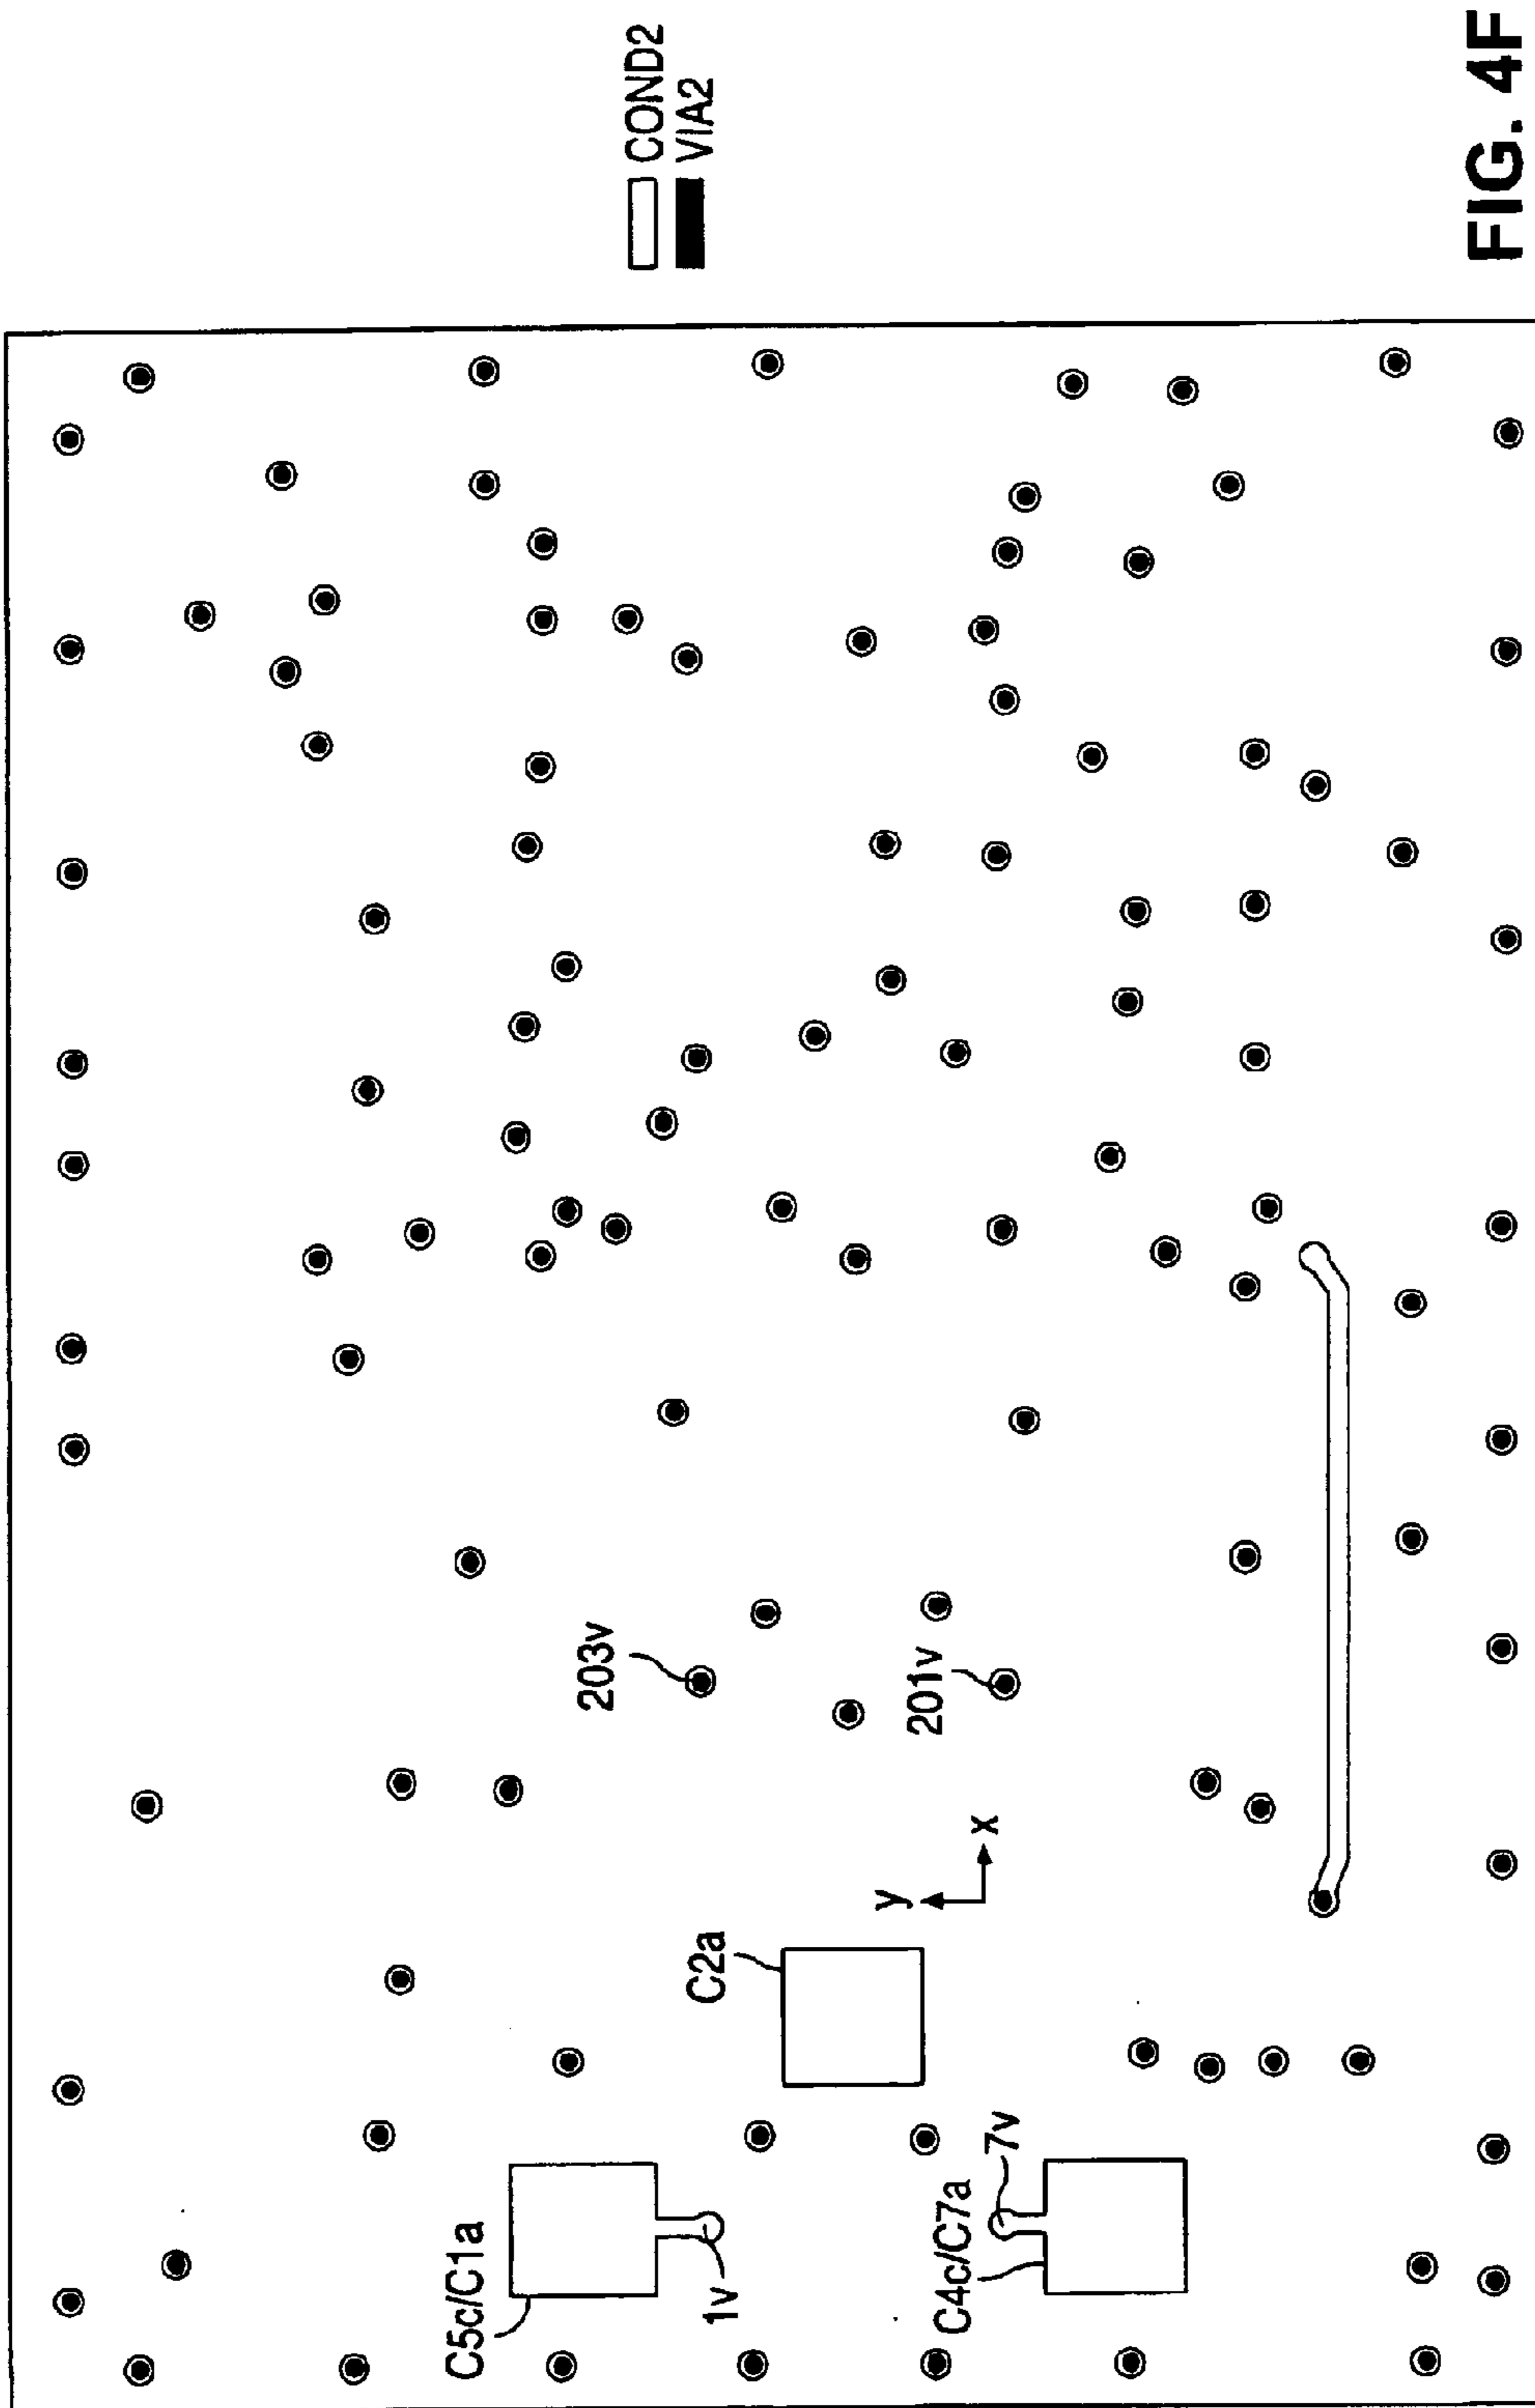 COND2
VIA2
FIG. 4F
203v
201v
y
x
C2a
C5c/C1a
1v
C4c/C7a
7v